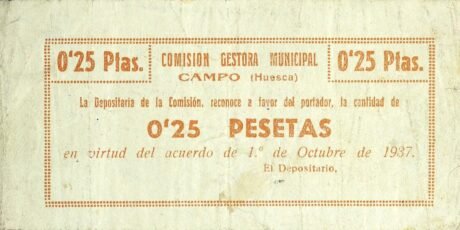 0'25 Ptas.
COMISION GESTORA MUNICIPAL
CAMPO (Huesca)
0'25 Ptas.
La Depositaria de la Comisión, reconoce a favor del portador, la cantidad de
0'25 PESETAS
en virtud del acuerdo de 1.º de Octubre de 1937.
El Depositario,